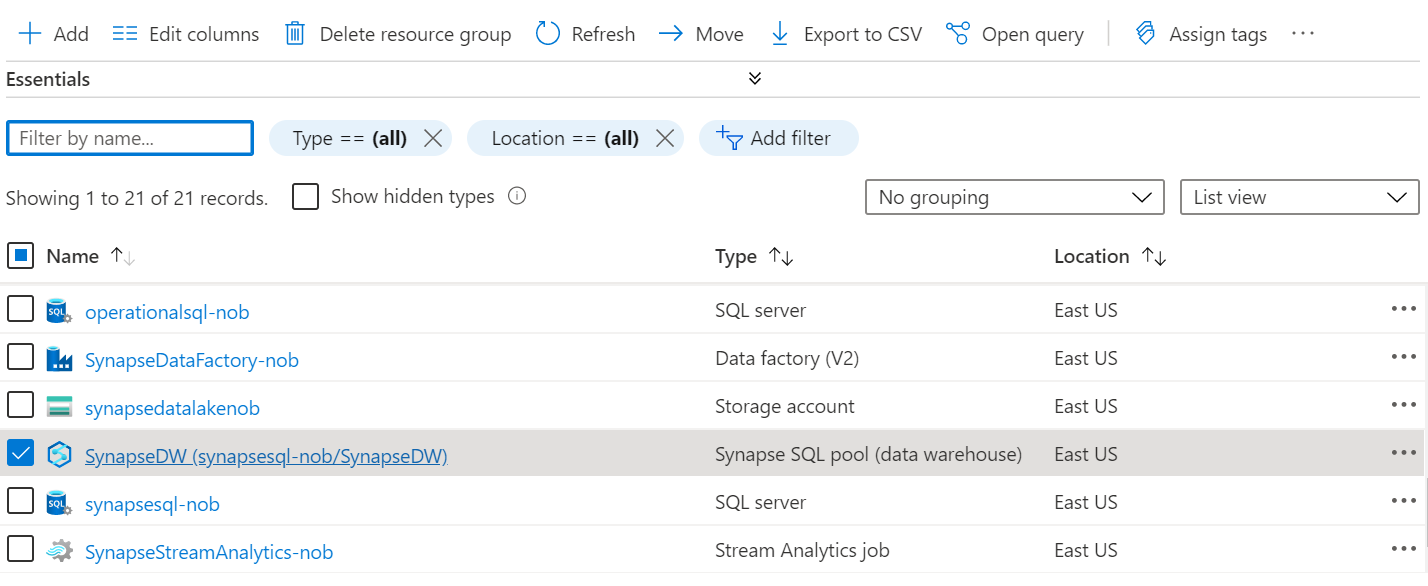 Add Edit columns Delete resource group Refresh Move Export to CSV Open query Assign tags ...
Essentials
Filter by name... Type == (all) Location == (all) Add filter
Showing 1 to 21 of 21 records. Show hidden types No grouping List view
Name Type Location
SQL operationalsql-nob SQL server East US ...
SynapseDataFactory-nob Data factory (V2) East US ...
synapsedatalakenob Storage account East US ...
SynapseDW (synapsesql-nob/SynapseDW) Synapse SQL pool (data warehouse) East US ...
SQL synapsesql-nob SQL server East US ...
SynapseStreamAnalytics-nob Stream Analytics job East US ...